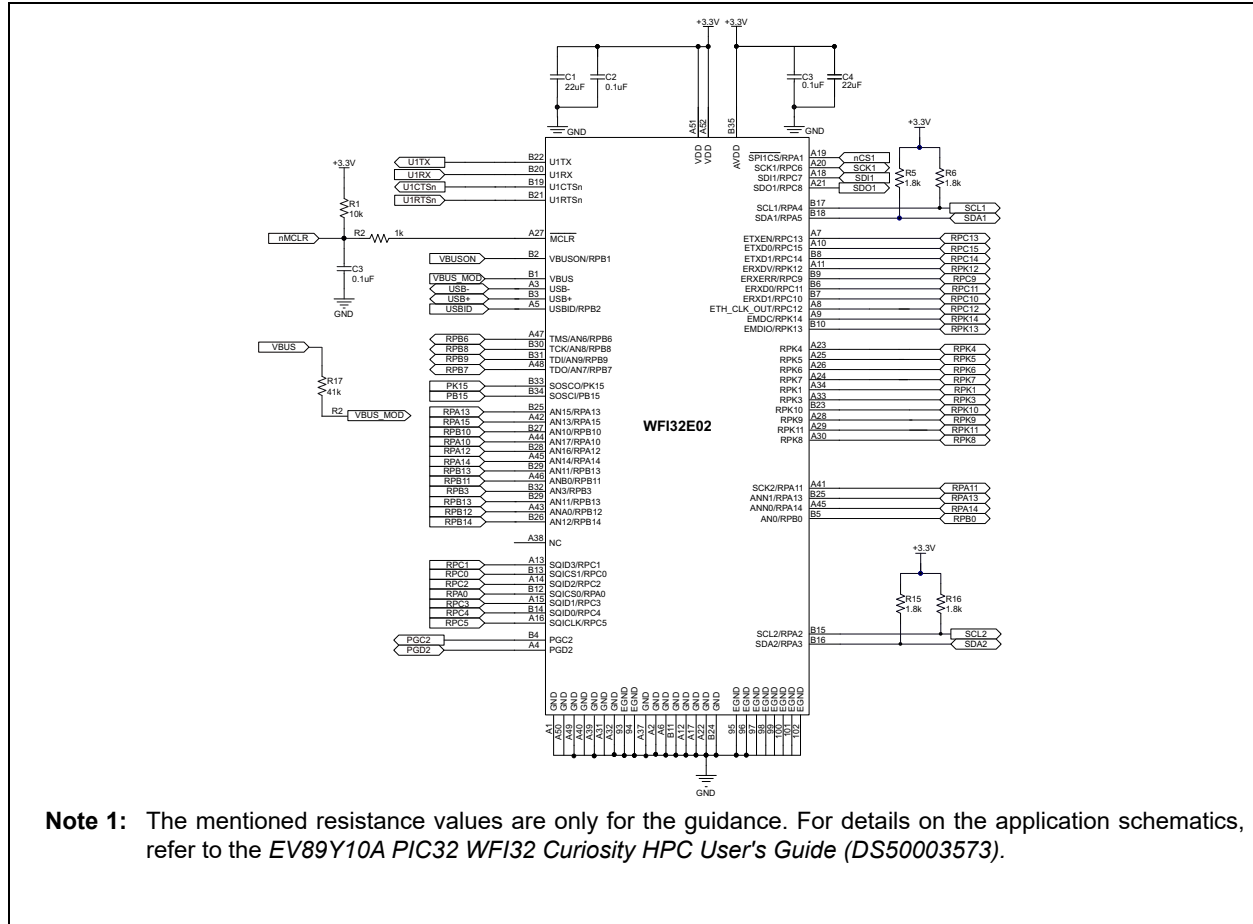 +3.3V +3.3V
C1 22uF
C2 0.1uF
C3 0.1uF
C4 22uF
GND
GND
A51 VDD
A52 VDD
B35 AVDD
U1TX B22 U1TX
U1RX B20 U1RX
U1CTSn B19 U1CTSn
U1RTSn B21 U1RTSn
+3.3V
R1 10k
nMCLR R2 1k A27 MCLR
C3 0.1uF
GND
VBUSON B2 VBUSON/RPB1
VBUS_MOD B1 VBUS
USB- A3 USB-
USB+ B3 USB+
USBID A5 USBID/RPB2
RPB6 A47 TMS/AN6/RPB6
RPB8 B30 TCK/AN8/RPB8
RPB9 B31 TDI/AN9/RPB9
RPB7 A48 TDO/AN7/RPB7
VBUS
R17 41k
R2 VBUS_MOD
PK15 B33 SOSCO/PK15
PB15 B34 SOSCI/PB15
RPA13 B25 AN15/RPA13
RPA15 A42 AN13/RPA15
RPB10 B27 AN10/RPB10
RPA10 A44 AN17/RPA10
RPA12 B28 AN16/RPA12
RPA14 A45 AN14/RPA14
RPB13 B29 AN11/RPB13
RPB11 A46 ANB0/RPB11
RPB3 B32 AN3/RPB3
RPB13 B29 AN11/RPB13
RPB12 A43 ANA0/RPB12
RPB14 B26 AN12/RPB14
A38 NC
RPC1 A13 SQID3/RPC1
RPC0 B13 SQICS1/RPC0
RPC2 A14 SQID2/RPC2
RPA0 B12 SQICS0/RPA0
RPC3 A15 SQID1/RPC3
RPC4 B14 SQID0/RPC4
RPC5 A16 SQICLK/RPC5
PGC2 B4 PGC2
PGD2 A4 PGD2
WFI32E02
SPI1CS/RPA1 A19 nCS1
SCK1/RPC6 A20 SCK1
SDI1/RPC7 A18 SDI1
SDO1/RPC8 A21 SDO1
+3.3V
R5 1.8k
R6 1.8k
SCL1/RPA4 B17 SCL1
SDA1/RPA5 B18 SDA1
ETXEN/RPC13 A7 RPC13
ETXD0/RPC15 A10 RPC15
ETXD1/RPC14 B8 RPC14
ERXDV/RPK12 A11 RPK12
ERXERR/RPC9 B9 RPC9
ERXD0/RPC11 B6 RPC11
ERXD1/RPC10 B7 RPC10
ETH_CLK_OUT/RPC12 A8 RPC12
EMDC/RPK14 A9 RPK14
EMDIO/RPK13 B10 RPK13
RPK4 A23 RPK4
RPK5 A25 RPK5
RPK6 A26 RPK6
RPK7 A24 RPK7
RPK1 A34 RPK1
RPK3 A33 RPK3
RPK10 B23 RPK10
RPK9 A28 RPK9
RPK11 A29 RPK11
RPK8 A30 RPK8
SCK2/RPA11 A41 RPA11
ANN1/RPA13 B25 RPA13
ANN0/RPA14 A45 RPA14
AN0/RPB0 B5 RPB0
+3.3V
R15 1.8k
R16 1.8k
SCL2/RPA2 B15 SCL2
SDA2/RPA3 B16 SDA2
GND GND GND GND GND GND GND EGND EGND GND GND GND GND GND GND GND GND EGND EGND EGND EGND EGND EGND EGND EGND
A1 A50 A49 A40 A39 A31 A32 93 94 A37 A2 A6 B11 A12 A17 A22 B24 95 96 97 98 99 100 101 102
GND
Note 1: The mentioned resistance values are only for the guidance. For details on the application schematics,
refer to the EV89Y10A PIC32 WFI32 Curiosity HPC User's Guide (DS50003573).